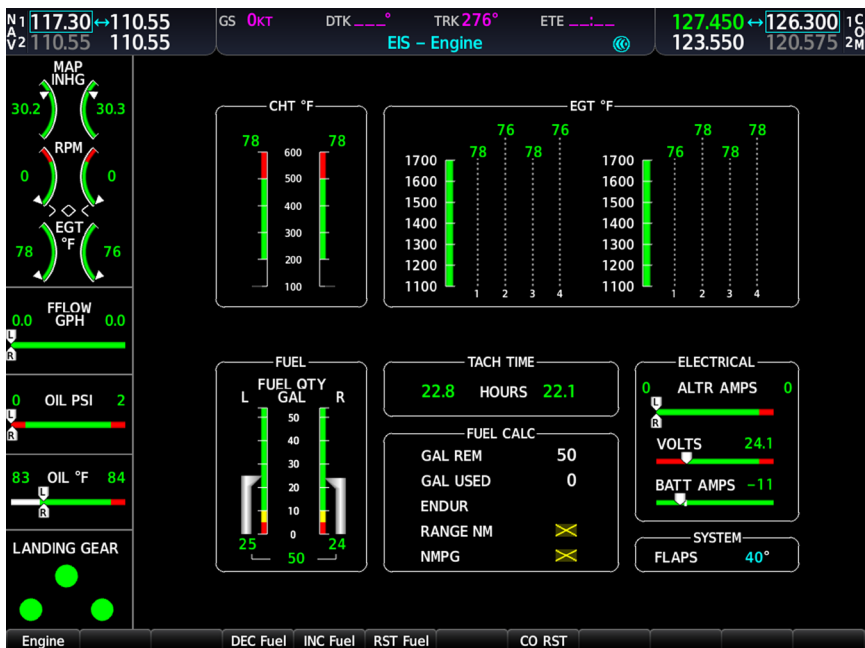 N1 117.30 ↔ 110.55 GS 0KT DTK ___° TRK 276° ETE __:__ 127.450 ↔ 126.300 1C
A O
V2 110.55 110.55 EIS – Engine 123.550 120.575 2M
MAP
INHG
30.2 30.3
RPM
0 0
EGT
°F
78 76
FFLOW
GPH
0.0 0.0
L
R
OIL PSI
0 2
L
R
OIL °F
83 84
L
R
LANDING GEAR
CHT °F
78 78
600
500
400
300
200
100
EGT °F
76 76 78 78
78 78 76 78
1700 1700
1600 1600
1500 1500
1400 1400
1300 1300
1200 1200
1100 1100
1 2 3 4 1 2 3 4
FUEL
FUEL QTY
L GAL R
50
40
30
20
10
0
25 24
50
TACH TIME
22.8 HOURS 22.1
FUEL CALC
GAL REM 50
GAL USED 0
ENDUR
RANGE NM
NMPG
ELECTRICAL
0 ALTR AMPS 0
L
R
VOLTS 24.1
BATT AMPS -11
SYSTEM
FLAPS 40°
Engine DEC Fuel INC Fuel RST Fuel CO RST